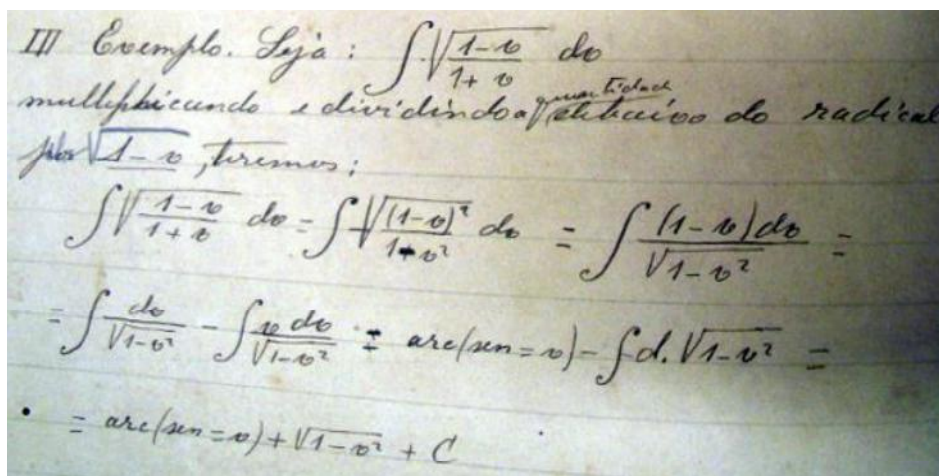 III Exemplo. Seja: ∫√((1-v)/(1+v)) dv
multiplicando e dividindo a quantidade debaixo do radical
por √(1-v), teremos:
∫√((1-v)/(1+v)) dv = ∫√((1-v)²/(1-v²)) dv = ∫ (1-v)dv/√(1-v²) =
= ∫ dv/√(1-v²) - ∫ v dv/√(1-v²) = arc(sen=v) - ∫d.√(1-v²) =
= arc(sen=v) + √(1-v²) + C